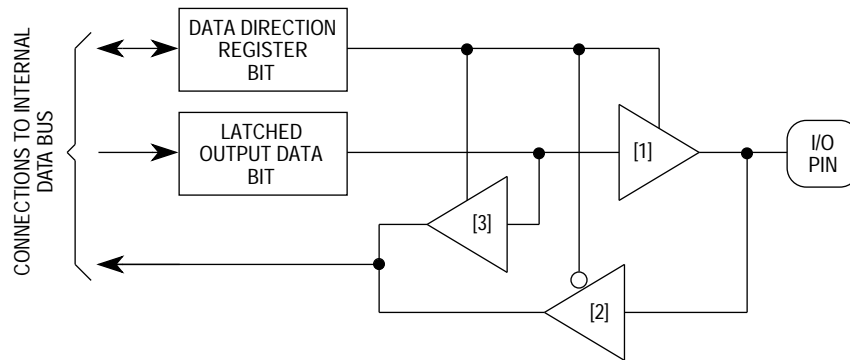 CONNECTIONS TO INTERNAL
DATA BUS
DATA DIRECTION
REGISTER
BIT
LATCHED
OUTPUT DATA
BIT
[1]
I/O
PIN
[3]
[2]